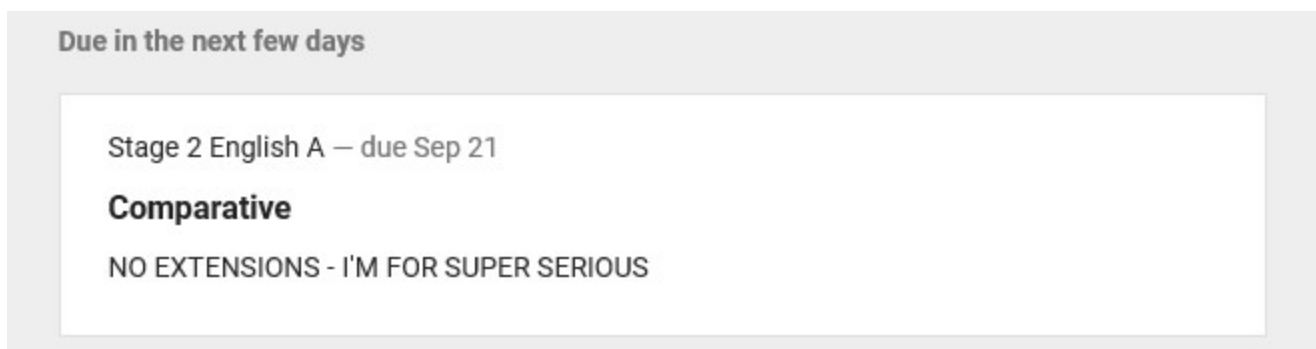 Due in the next few days
Stage 2 English A — due Sep 21
Comparative
NO EXTENSIONS - I'M FOR SUPER SERIOUS